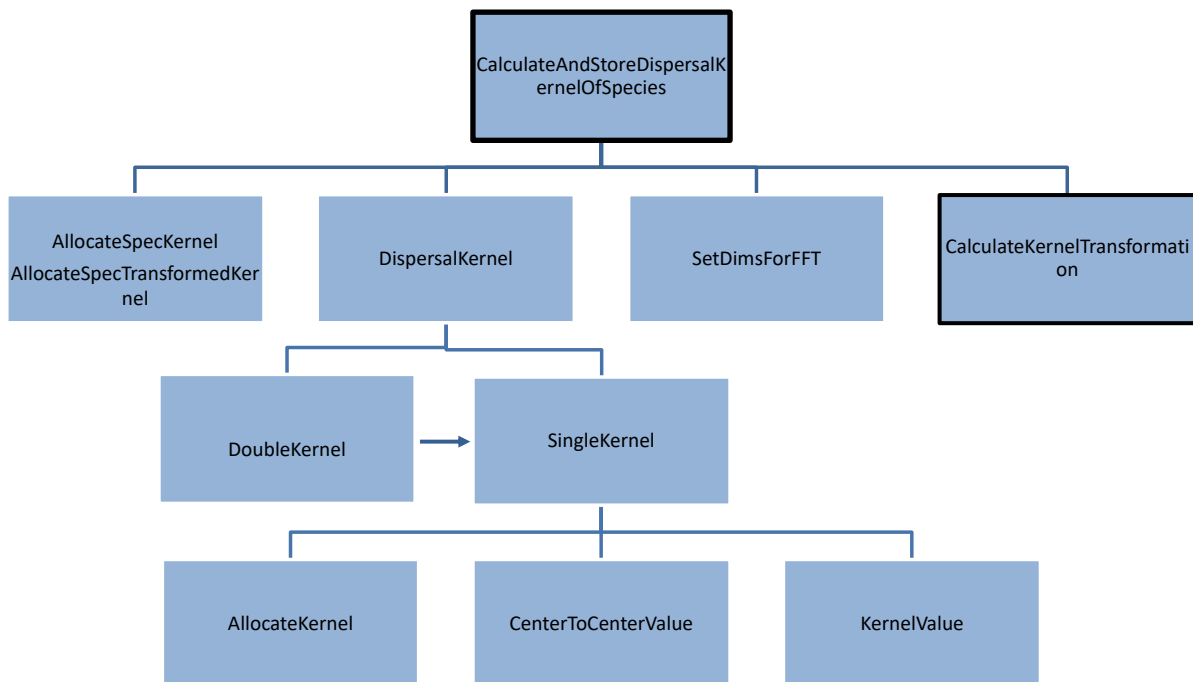 CalculateAndStoreDispersalK
ernelOfSpecies
AllocateSpecKernel
AllocateSpecTransformedKer
nel
DispersalKernel
SetDimsForFFT
CalculateKernelTransformati
on
DoubleKernel
SingleKernel
AllocateKernel
CenterToCenterValue
KernelValue